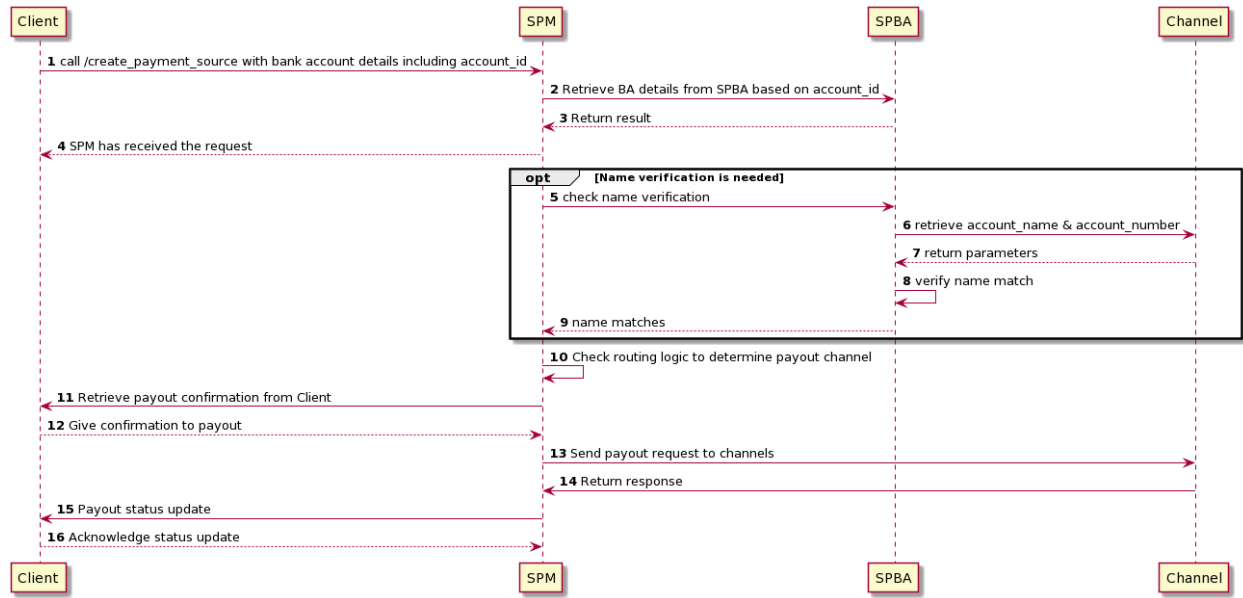 Client SPM SPBA Channel
1 call /create_payment_source with bank account details including account_id
2 Retrieve BA details from SPBA based on account_id
3 Return result
4 SPM has received the request
opt [Name verification is needed]
5 check name verification
6 retrieve account_name & account_number
7 return parameters
8 verify name match
9 name matches
10 Check routing logic to determine payout channel
11 Retrieve payout confirmation from Client
12 Give confirmation to payout
13 Send payout request to channels
14 Return response
15 Payout status update
16 Acknowledge status update
Client SPM SPBA Channel